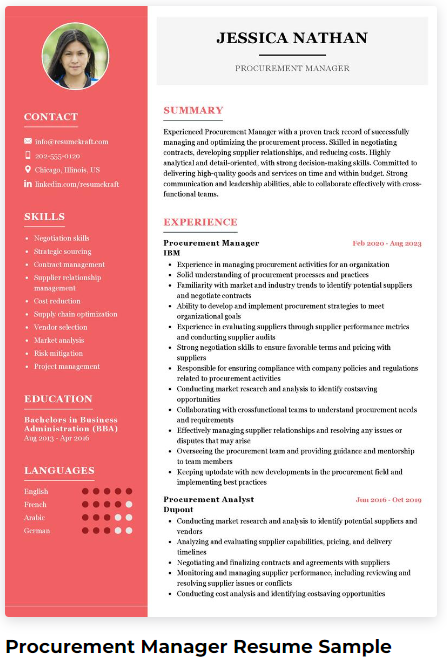 JESSICA NATHAN
PROCUREMENT MANAGER
CONTACT
info@resumekraft.com
202-555-0120
Chicago, Illinois, US
linkedin.com/resumekraft
SKILLS
Negotiation skills
Strategic sourcing
Contract management
Supplier relationship
management
Cost reduction
Supply chain optimization
Vendor selection
Market analysis
Risk mitigation
Project management
EDUCATION
Bachelors in Business
Administration (BBA)
Aug 2013 - Apr 2016
LANGUAGES
English
French
Arabic
German
SUMMARY
Experienced Procurement Manager with a proven track record of successfully
managing and optimizing the procurement process. Skilled in negotiating
contracts, developing supplier relationships, and reducing costs. Highly
analytical and detail-oriented, with strong decision-making skills. Committed to
delivering high-quality goods and services on time and within budget. Strong
communication and leadership abilities, able to collaborate effectively with cross-
functional teams.
EXPERIENCE
Procurement Manager Feb 2020 - Aug 2023
IBM
• Experience in managing procurement activities for an organization
• Solid understanding of procurement processes and practices
• Familiarity with market and industry trends to identify potential suppliers
and negotiate contracts
• Ability to develop and implement procurement strategies to meet
organizational goals
• Experience in evaluating suppliers through supplier performance metrics
and conducting supplier audits
• Strong negotiation skills to ensure favorable terms and pricing with
suppliers
• Responsible for ensuring compliance with company policies and regulations
related to procurement activities
• Conducting market research and analysis to identify costsaving
opportunities
• Collaborating with crossfunctional teams to understand procurement needs
and requirements
• Effectively managing supplier relationships and resolving any issues or
disputes that may arise
• Overseeing the procurement team and providing guidance and mentorship
to team members
• Keeping uptodate with new developments in the procurement field and
implementing best practices
Procurement Analyst Jun 2016 - Oct 2019
Dupont
• Conducting market research and analysis to identify potential suppliers and
vendors
• Analyzing and evaluating supplier capabilities, pricing, and delivery
timelines
• Negotiating and finalizing contracts and agreements with suppliers
• Monitoring and managing supplier performance, including reviewing and
resolving supplier issues or conflicts
• Conducting cost analysis and identifying costsaving opportunities
Procurement Manager Resume Sample